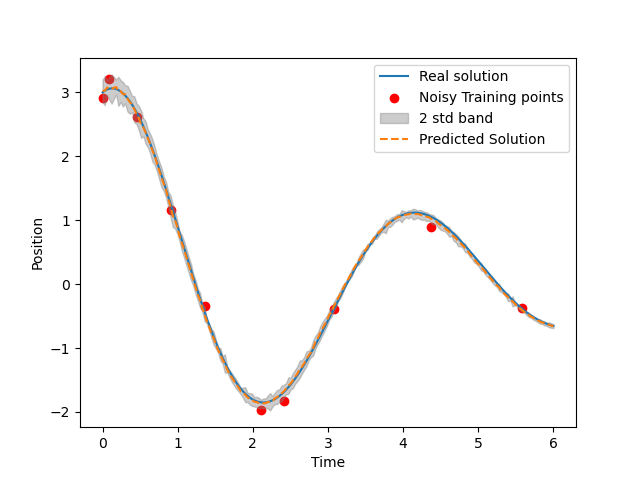 Real solution
Noisy Training points
2 std band
Predicted Solution
3
2
1
0
−1
−2
Position
0 1 2 3 4 5 6
Time